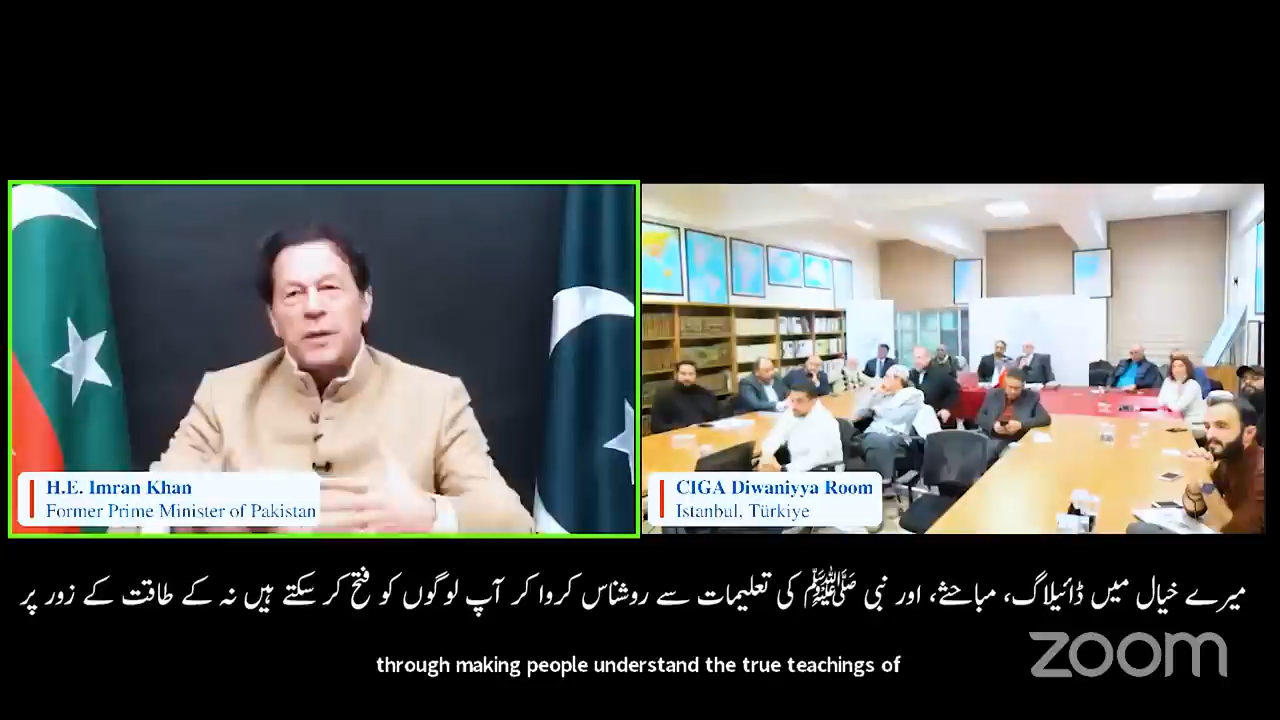 H.E. Imran Khan
Former Prime Minister of Pakistan
CIGA Diwaniyya Room
Istanbul, Türkiye
میرے خیال میں ڈائیلاگ، مباحثے، اور نبی ﷺ کی تعلیمات سے روشناس کروا کر آپ لوگوں کو فتح کر سکتے ہیں نہ کے طاقت کے زور پر
through making people understand the true teachings of
zoom